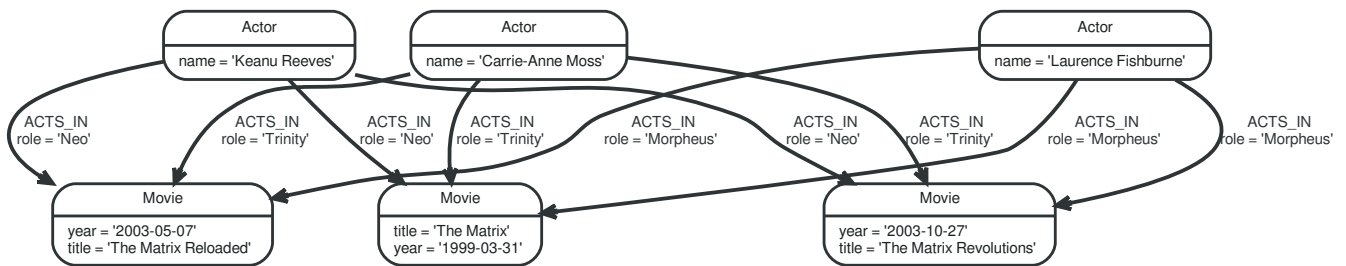 Actor
name = 'Keanu Reeves'
Actor
name = 'Carrie-Anne Moss'
Actor
name = 'Laurence Fishburne'
ACTS_IN
role = 'Neo'
ACTS_IN
role = 'Trinity'
ACTS_IN
role = 'Neo'
ACTS_IN
role = 'Trinity'
ACTS_IN
role = 'Morpheus'
ACTS_IN
role = 'Neo'
ACTS_IN
role = 'Trinity'
ACTS_IN
role = 'Morpheus'
ACTS_IN
role = 'Morpheus'
Movie
year = '2003-05-07'
title = 'The Matrix Reloaded'
Movie
title = 'The Matrix'
year = '1999-03-31'
Movie
year = '2003-10-27'
title = 'The Matrix Revolutions'